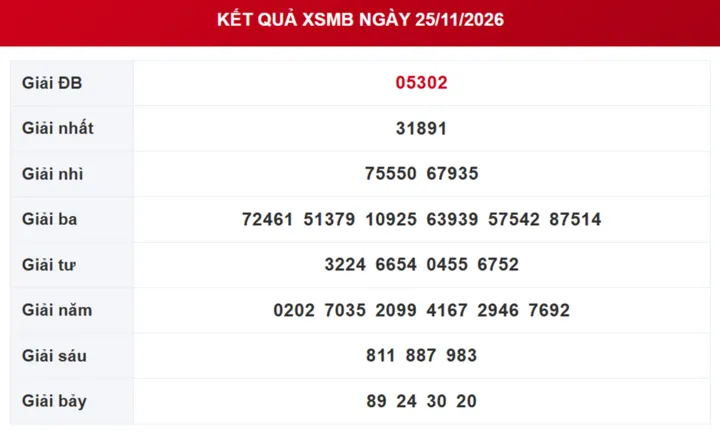 KẾT QUẢ XSMB NGÀY 25/11/2026
Giải ĐB 05302
Giải nhất 31891
Giải nhì 75550 67935
Giải ba 72461 51379 10925 63939 57542 87514
Giải tư 3224 6654 0455 6752
Giải năm 0202 7035 2099 4167 2946 7692
Giải sáu 811 887 983
Giải bảy 89 24 30 20